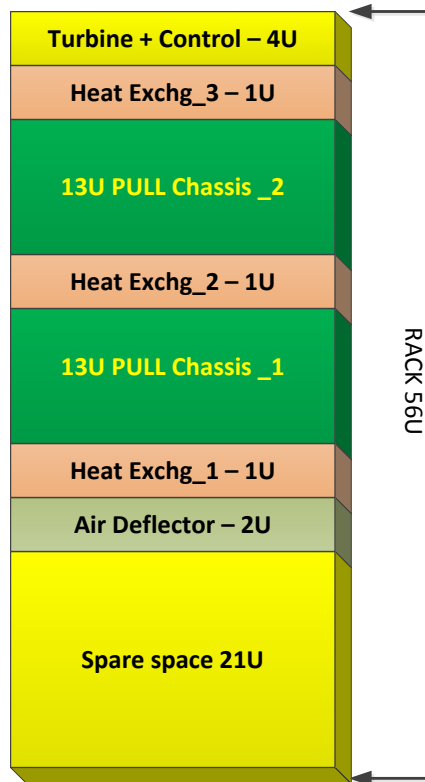 Turbine + Control – 4U
Heat Exchg_3 – 1U
13U PULL Chassis _2
Heat Exchg_2 – 1U
13U PULL Chassis _1
Heat Exchg_1 – 1U
Air Deflector – 2U
Spare space 21U
RACK 56U